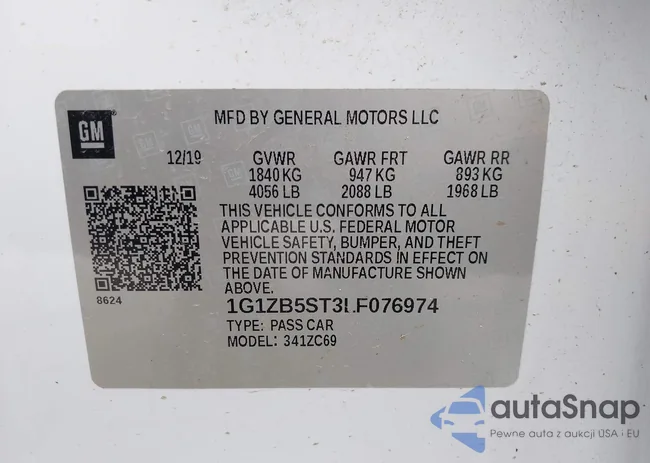 GM
MFD BY GENERAL MOTORS LLC
12/19 GVWR GAWR FRT GAWR RR
1840 KG 947 KG 893 KG
4056 LB 2088 LB 1968 LB
THIS VEHICLE CONFORMS TO ALL
APPLICABLE U.S. FEDERAL MOTOR
VEHICLE SAFETY, BUMPER, AND THEFT
PREVENTION STANDARDS IN EFFECT ON
THE DATE OF MANUFACTURE SHOWN
ABOVE.
8624
1G1ZB5ST3LF076974
TYPE: PASS CAR
MODEL: 341ZC69
autaSnap
Pewne auta z aukcji USA i EU